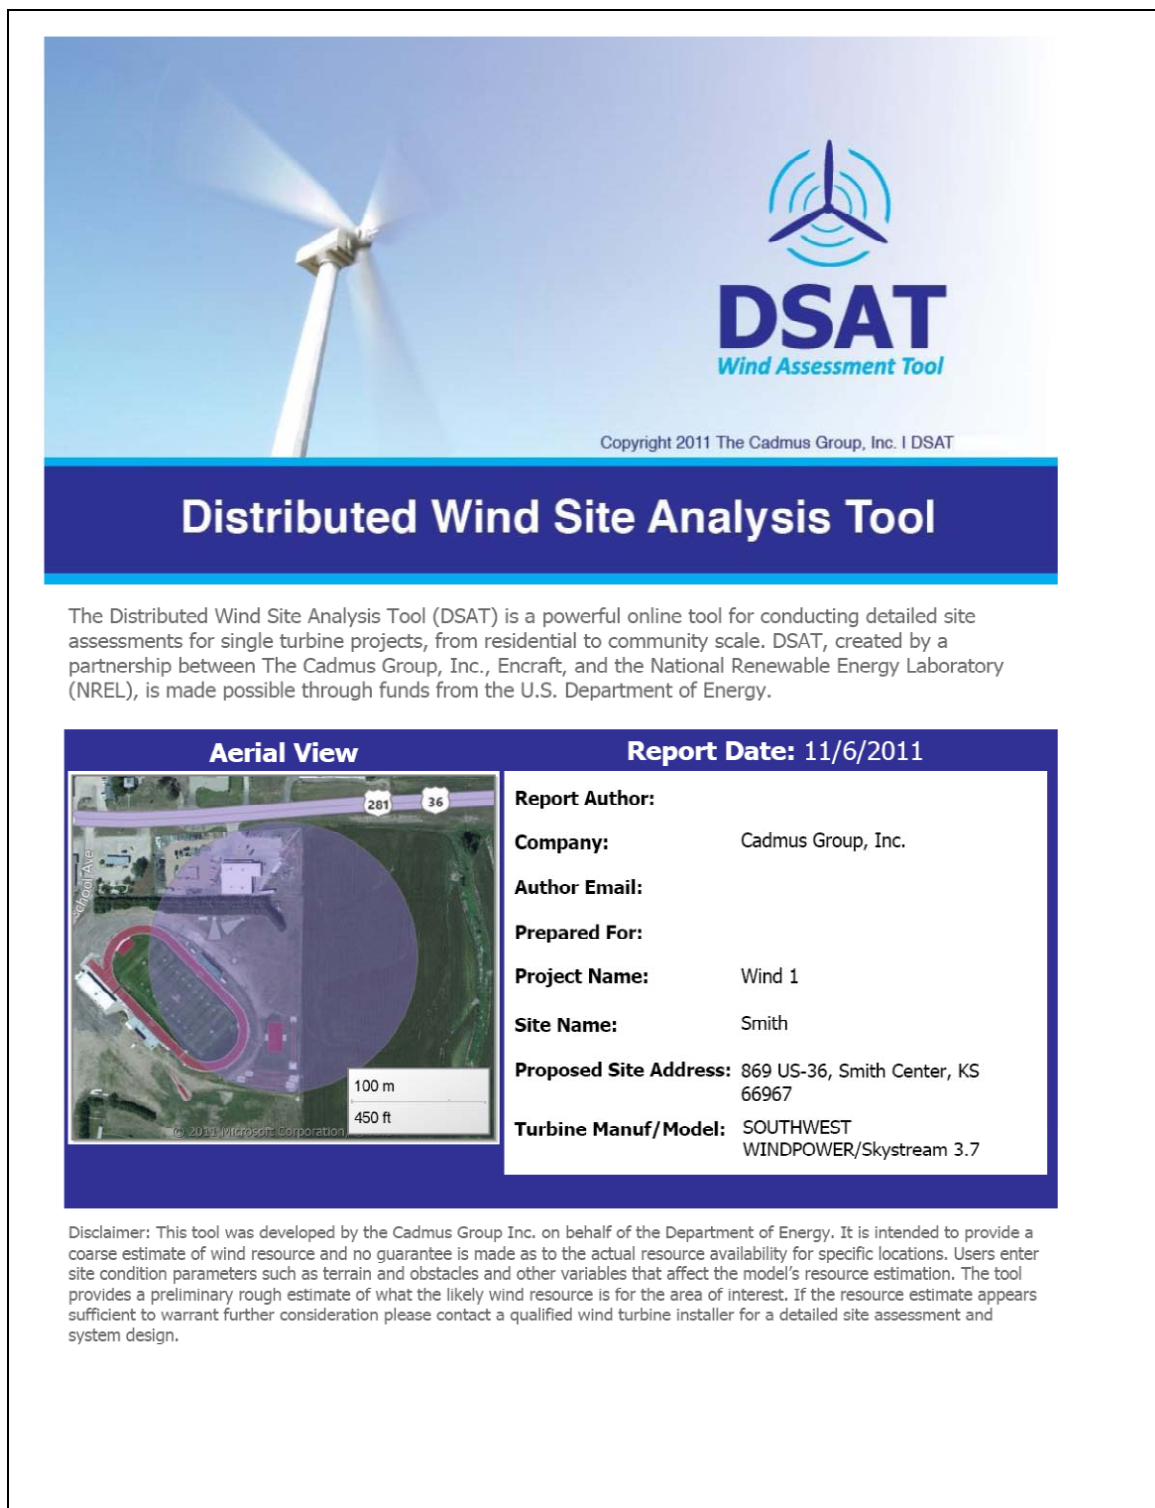 DSAT
Wind Assessment Tool
Copyright 2011 The Cadmus Group, Inc. I DSAT
Distributed Wind Site Analysis Tool
The Distributed Wind Site Analysis Tool (DSAT) is a powerful online tool for conducting detailed site
assessments for single turbine projects, from residential to community scale. DSAT, created by a
partnership between The Cadmus Group, Inc., Encraft, and the National Renewable Energy Laboratory
(NREL), is made possible through funds from the U.S. Department of Energy.
Aerial View
281
36
School Ave
100 m
450 ft
© 2011 Microsoft Corporation,
Report Date: 11/6/2011
Report Author:
Company: Cadmus Group, Inc.
Author Email:
Prepared For:
Project Name: Wind 1
Site Name: Smith
Proposed Site Address: 869 US-36, Smith Center, KS
66967
Turbine Manuf/Model: SOUTHWEST
WINDPOWER/Skystream 3.7
Disclaimer: This tool was developed by the Cadmus Group Inc. on behalf of the Department of Energy. It is intended to provide a
coarse estimate of wind resource and no guarantee is made as to the actual resource availability for specific locations. Users enter
site condition parameters such as terrain and obstacles and other variables that affect the model's resource estimation. The tool
provides a preliminary rough estimate of what the likely wind resource is for the area of interest. If the resource estimate appears
sufficient to warrant further consideration please contact a qualified wind turbine installer for a detailed site assessment and
system design.